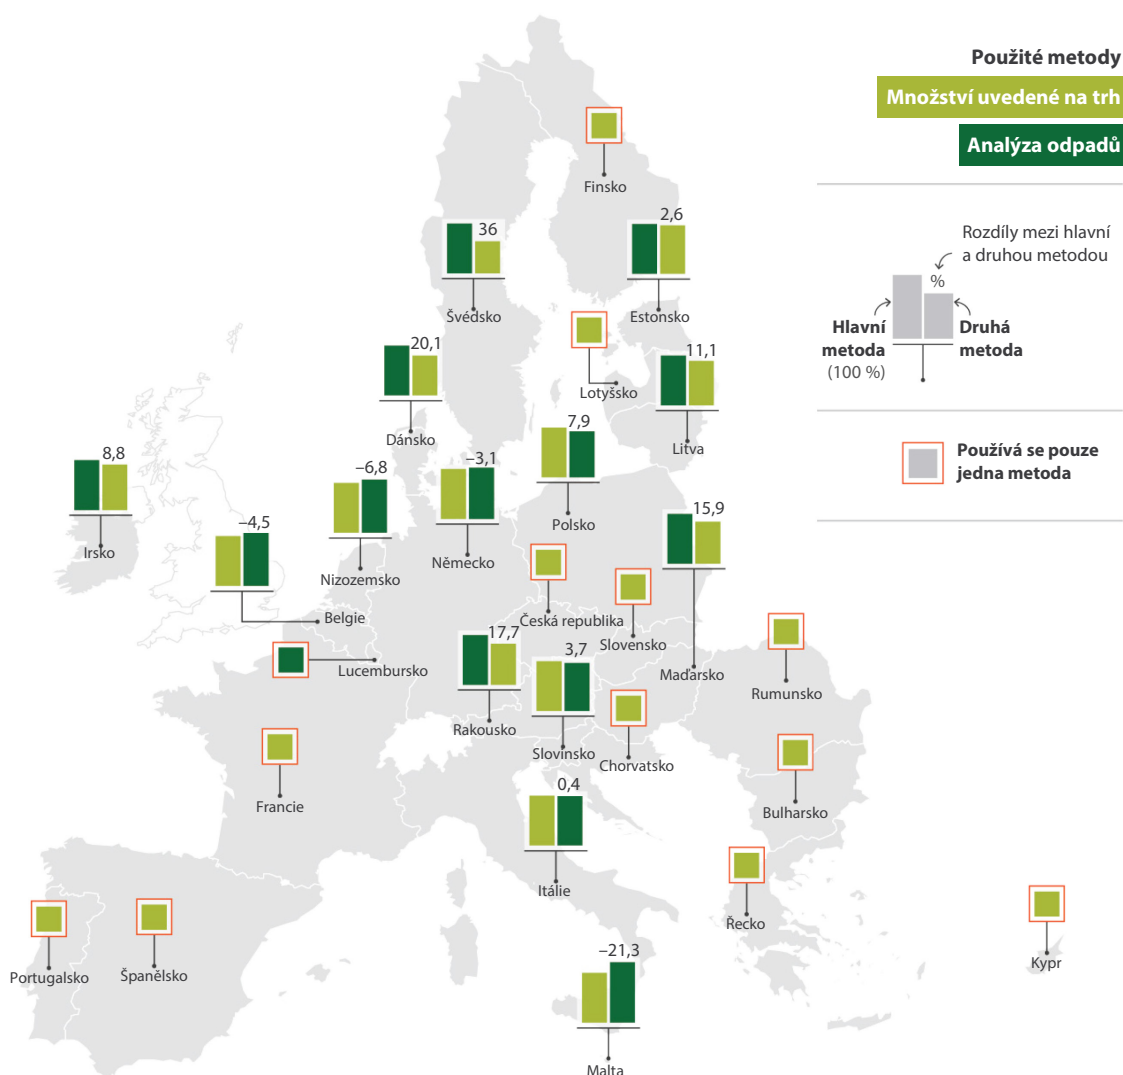 Použité metody
Množství uvedené na trh
Analýza odpadů
Rozdíly mezi hlavní
a druhou metodou
%
Hlavní
metoda
(100 %)
Druhá
metoda
Používá se pouze
jedna metoda
Finsko
36
Švédsko
2,6
Estonsko
Lotyšsko
20,1
Dánsko
11,1
Litva
7,9
Polsko
8,8
Irsko
–4,5
Belgie
–6,8
Nizozemsko
–3,1
Německo
15,9
Maďarsko
Česká republika
Slovensko
Lucembursko
17,7
Rakousko
3,7
Slovinsko
Chorvatsko
Rumunsko
Francie
Bulharsko
0,4
Itálie
Řecko
Portugalsko
Španělsko
Kypr
–21,3
Malta